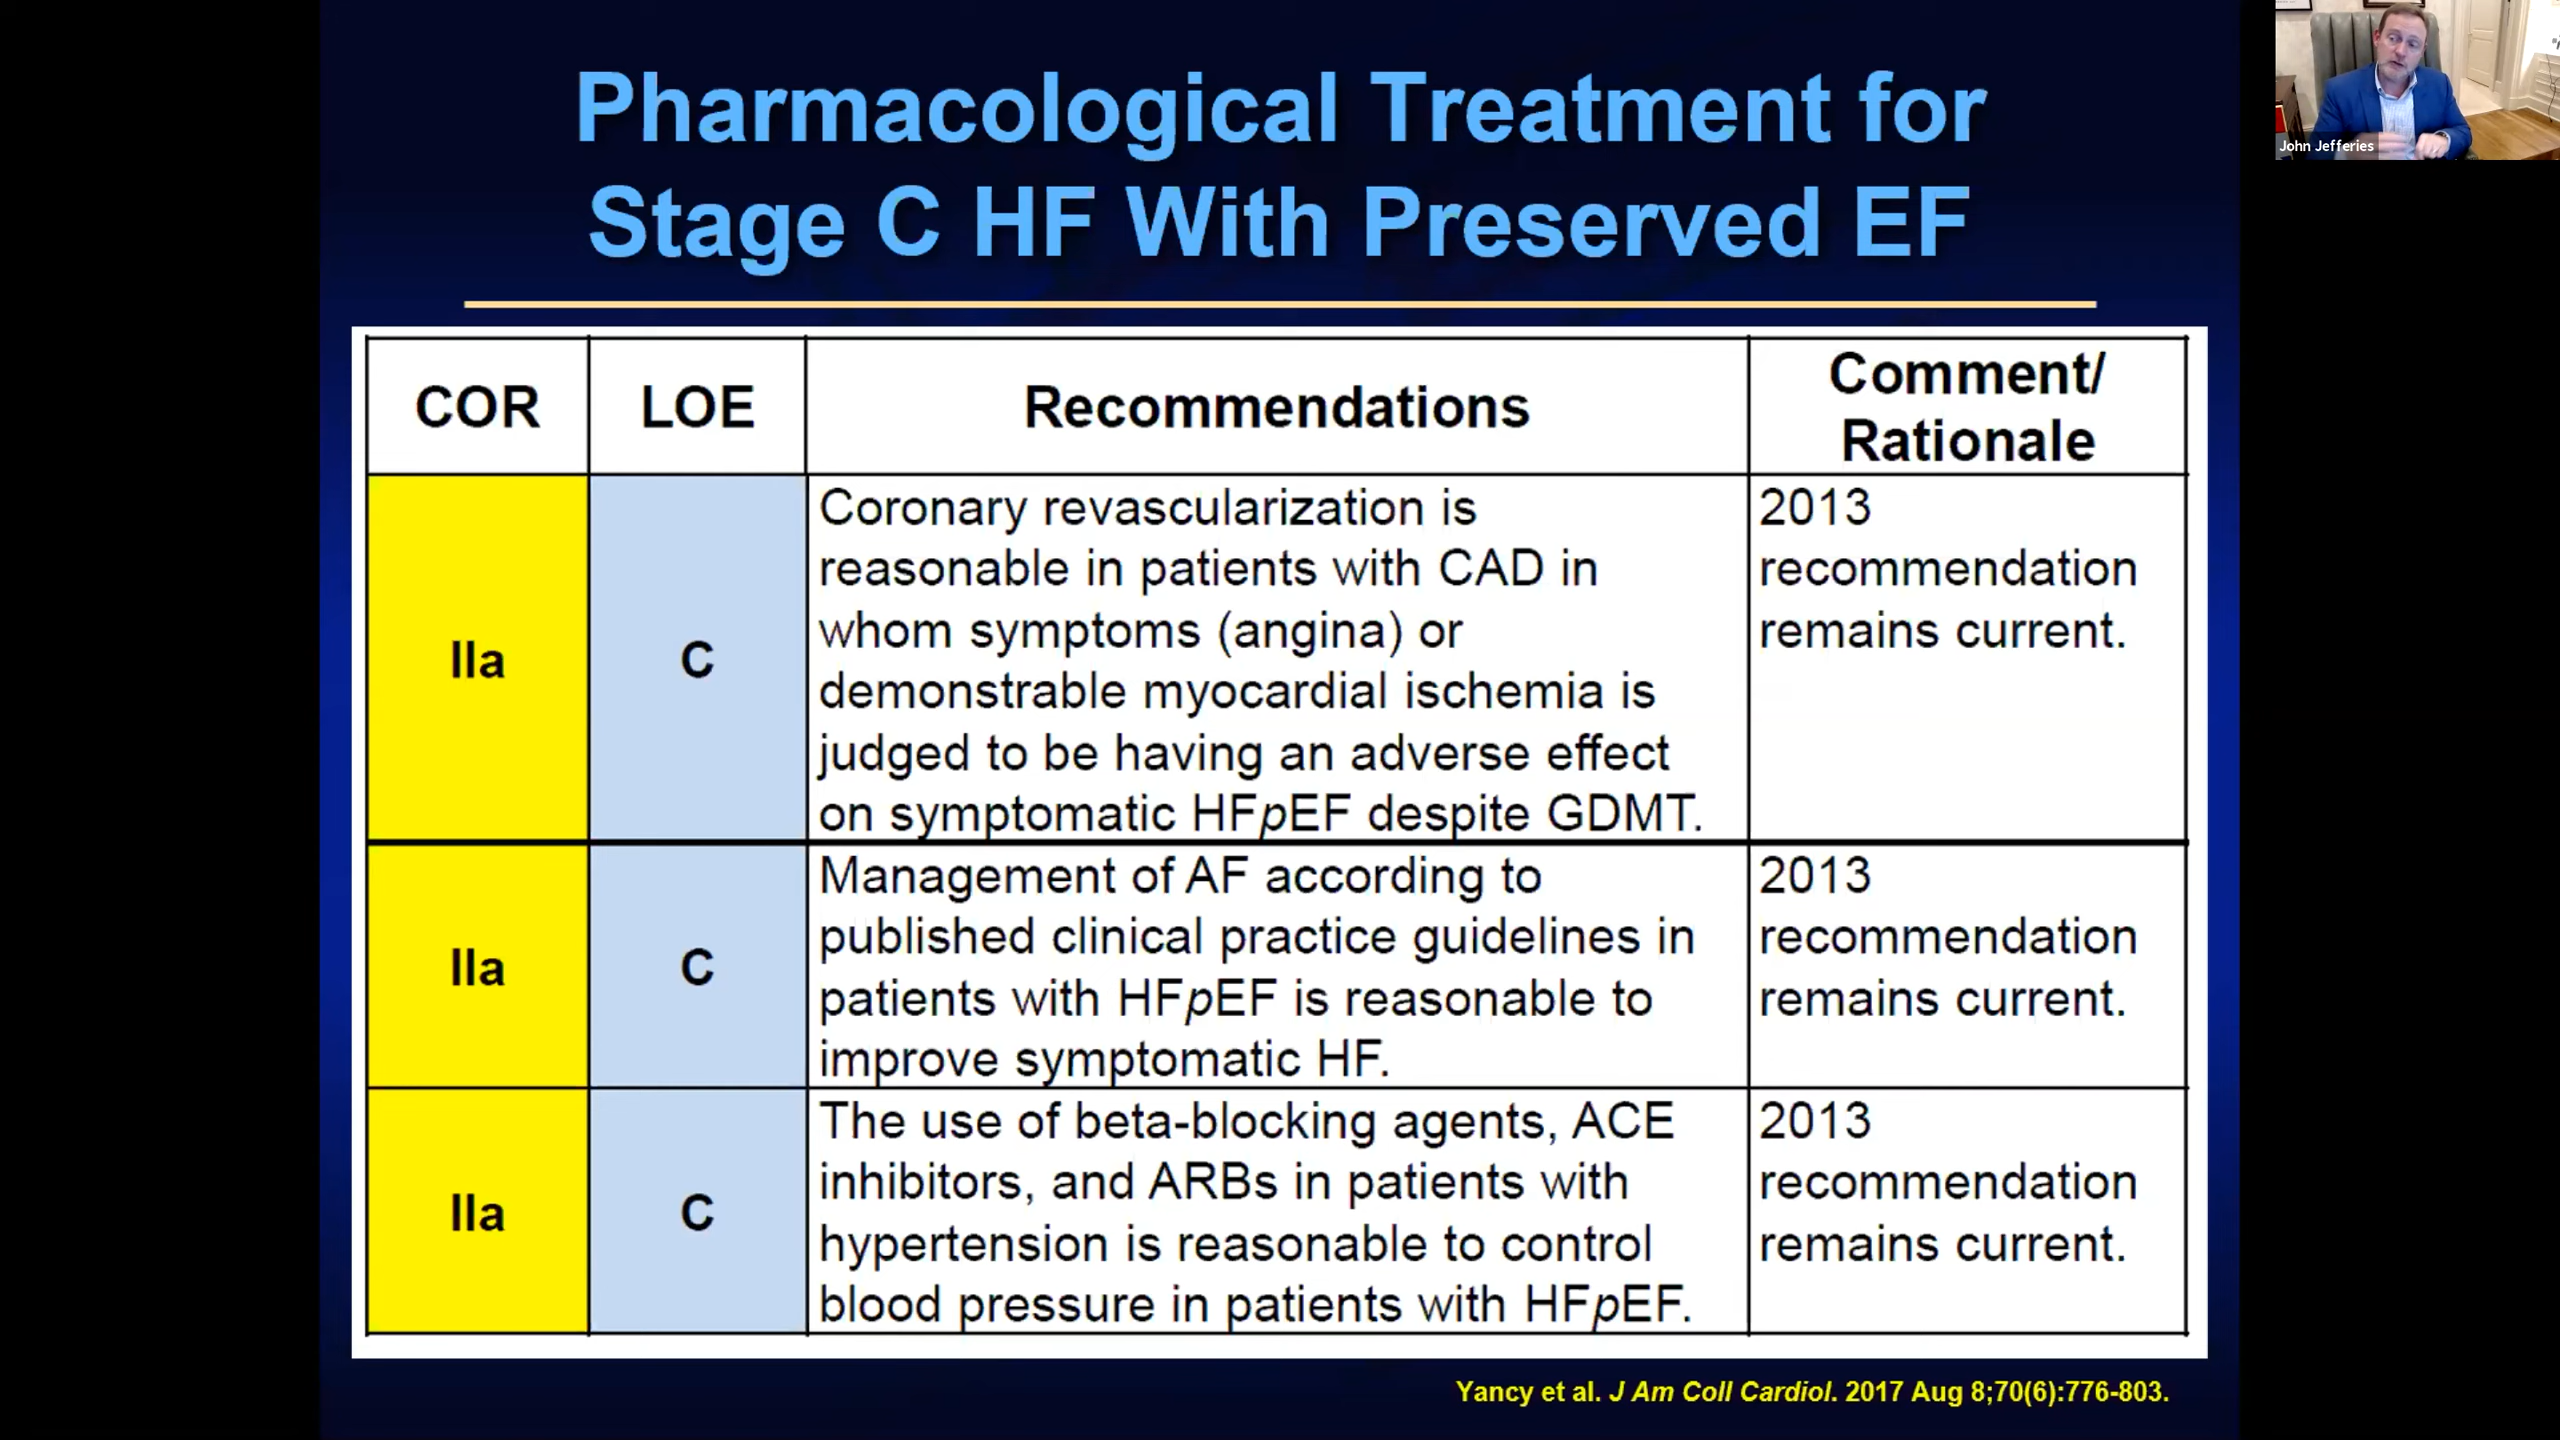 Pharmacological Treatment for
Stage C HF With Preserved EF
John Jefferies
COR
LOE
Recommendations
Comment/
Rationale
IIa
C
Coronary revascularization is
reasonable in patients with CAD in
whom symptoms (angina) or
demonstrable myocardial ischemia is
judged to be having an adverse effect
on symptomatic HFpEF despite GDMT.
2013
recommendation
remains current.
IIa
C
Management of AF according to
published clinical practice guidelines in
patients with HFpEF is reasonable to
improve symptomatic HF.
2013
recommendation
remains current.
IIa
C
The use of beta-blocking agents, ACE
inhibitors, and ARBs in patients with
hypertension is reasonable to control
blood pressure in patients with HFpEF.
2013
recommendation
remains current.
Yancy et al. J Am Coll Cardiol. 2017 Aug 8;70(6):776-803.